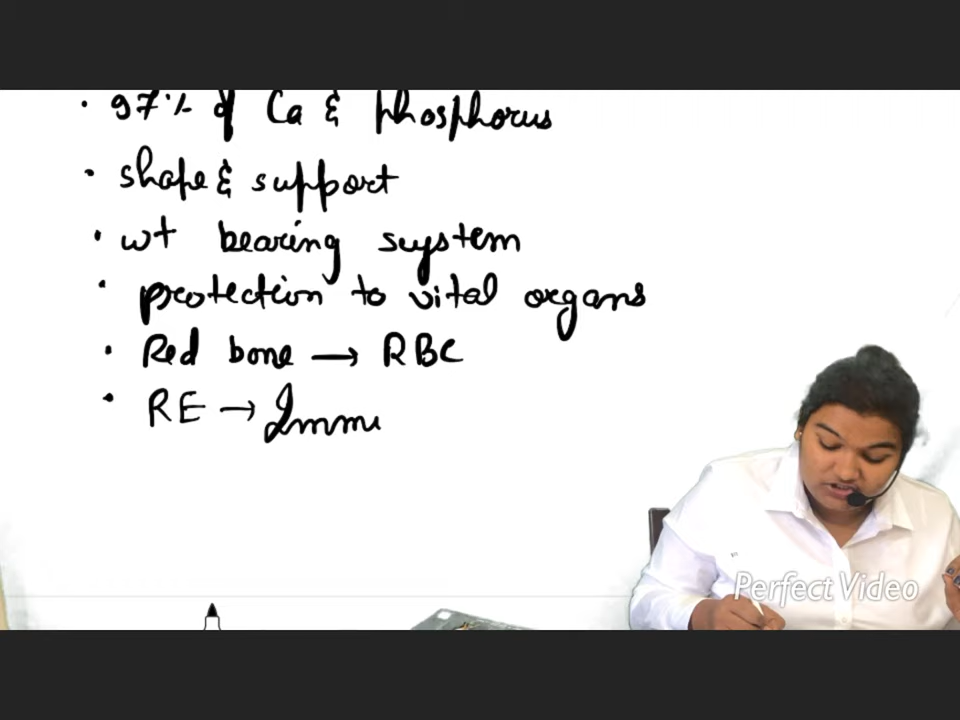 • 97% of Ca & phosphorus
• shape & support
• wt bearing system
• protection to vital organs
• Red bone → RBC
• RE → Immu
Perfect Video